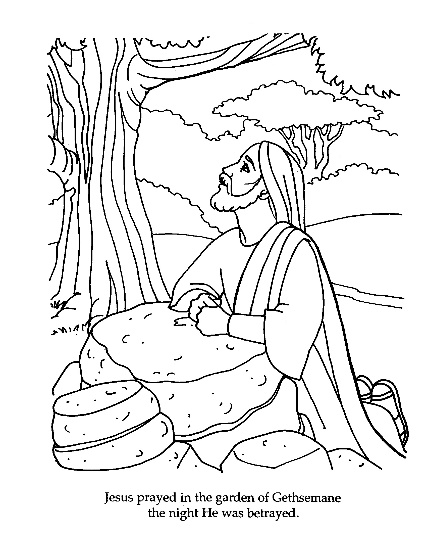 Jesus prayed in the garden of Gethsemane
the night He was betrayed.